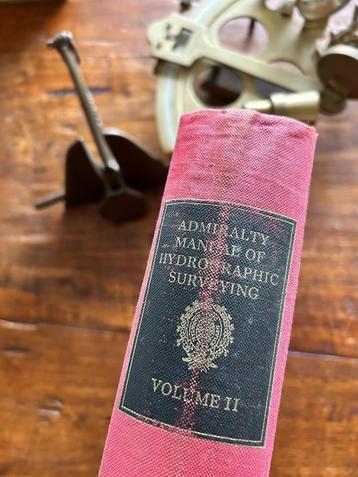 ADMIRALTY
MANUAL OF
HYDROGRAPHIC
SURVEYING
VOLUME II